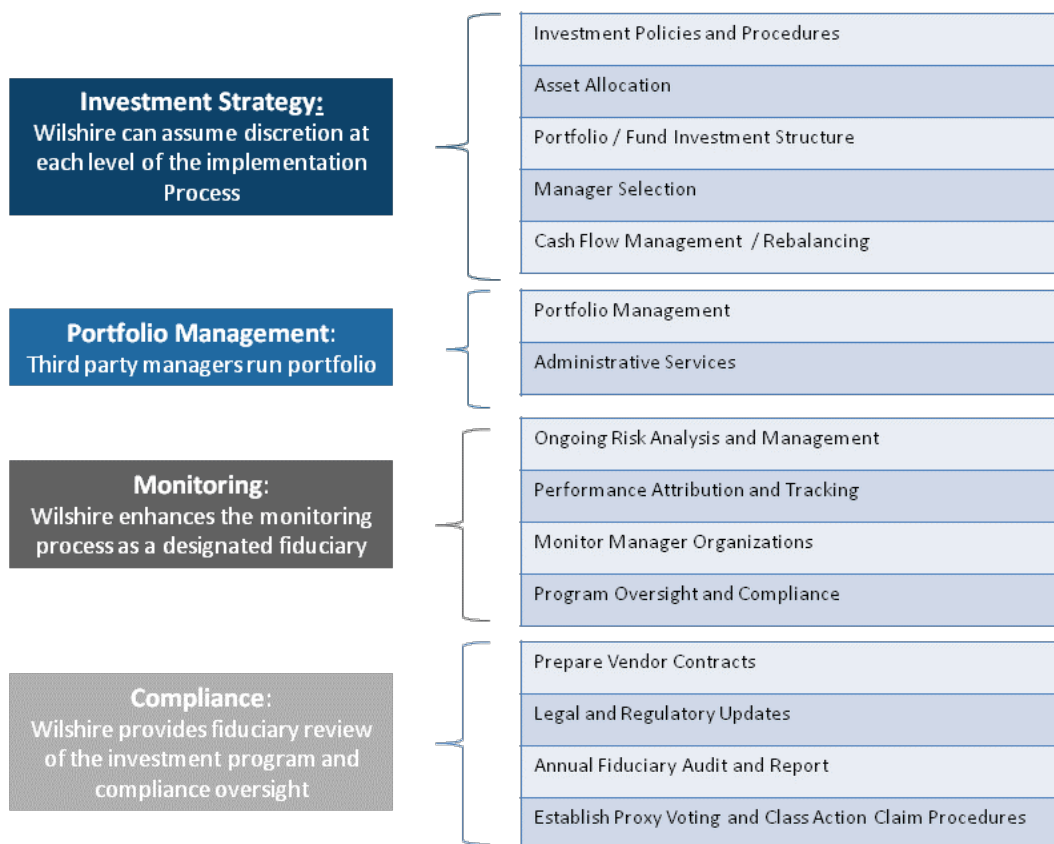 Investment Strategy:
Wilshire can assume discretion at
each level of the implementation
Process
Investment Policies and Procedures
Asset Allocation
Portfolio / Fund Investment Structure
Manager Selection
Cash Flow Management / Rebalancing
Portfolio Management:
Third party managers run portfolio
Portfolio Management
Administrative Services
Monitoring:
Wilshire enhances the monitoring
process as a designated fiduciary
Ongoing Risk Analysis and Management
Performance Attribution and Tracking
Monitor Manager Organizations
Program Oversight and Compliance
Compliance:
Wilshire provides fiduciary review
of the investment program and
compliance oversight
Prepare Vendor Contracts
Legal and Regulatory Updates
Annual Fiduciary Audit and Report
Establish Proxy Voting and Class Action Claim Procedures